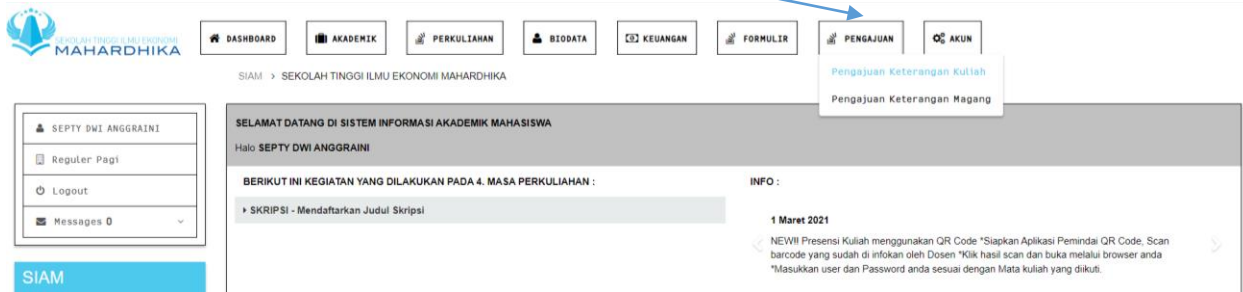 SEKOLAH TINGGI ILMU EKONOMI
MAHARDHIKA
DASHBOARD AKADEMIK PERKULIAHAN BIODATA KEUANGAN FORMULIR PENGAJUAN AKUN
Pengajuan Keterangan Kuliah
Pengajuan Keterangan Magang
SIAM > SEKOLAH TINGGI ILMU EKONOMI MAHARDHIKA
SEPTY DWI ANGGRAINI
Reguler Pagi
Logout
Messages 0
SIAM
SELAMAT DATANG DI SISTEM INFORMASI AKADEMIK MAHASISWA
Halo SEPTY DWI ANGGRAINI
BERIKUT INI KEGIATAN YANG DILAKUKAN PADA 4. MASA PERKULIAHAN :
SKRIPSI - Mendaftarkan Judul Skripsi
INFO :
1 Maret 2021
NEW!! Presensi Kuliah menggunakan QR Code *Siapkan Aplikasi Pemindai QR Code, Scan
barcode yang sudah di infokan oleh Dosen *Klik hasil scan dan buka melalui browser anda
*Masukkan user dan Password anda sesuai dengan Mata kuliah yang diikuti.